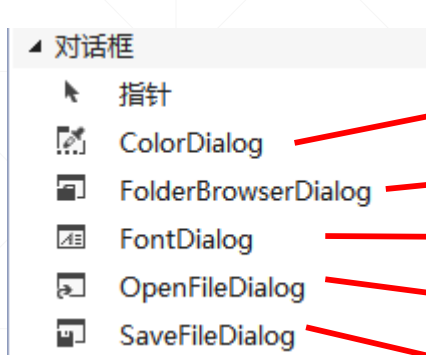 对话框
指针
ColorDialog
FolderBrowserDialog
FontDialog
OpenFileDialog
SaveFileDialog